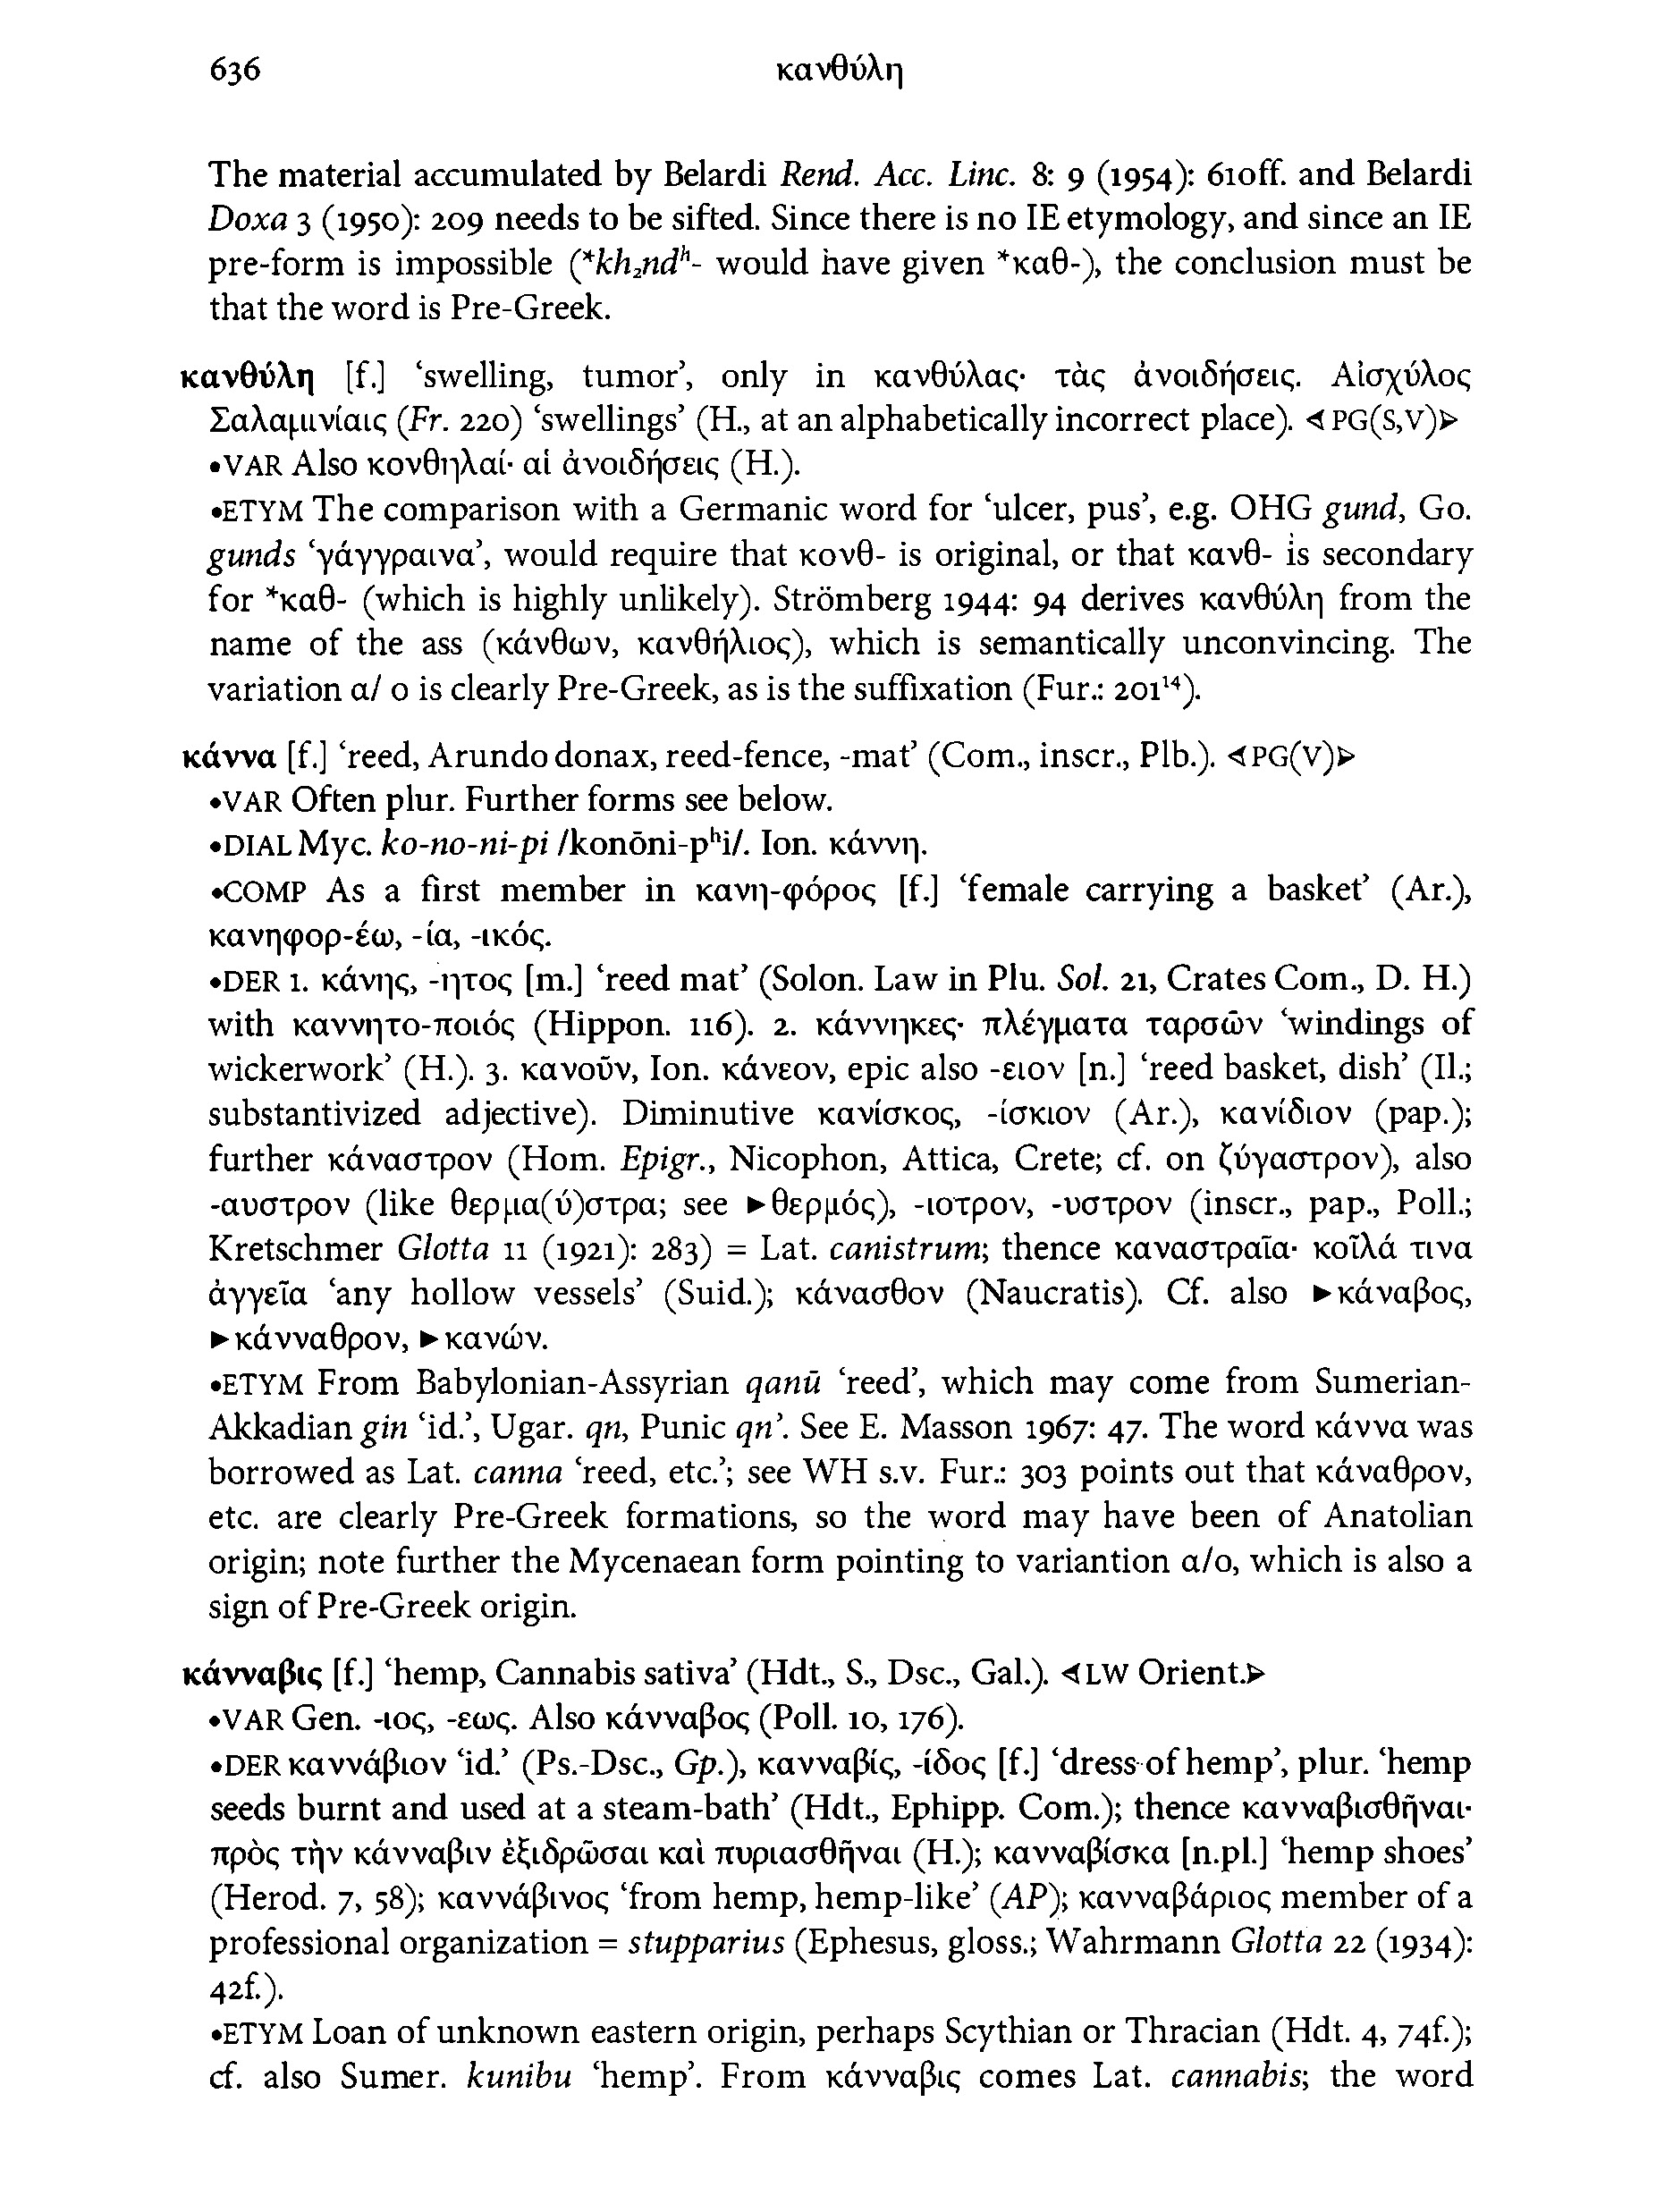 636 κανθύλη
The material accumulated by Belardi Rend. Acc. Linc. 8: 9 (1954): 610ff. and Belardi
Doxa 3 (1950): 209 needs to be sifted. Since there is no IE etymology, and since an IE
pre-form is impossible (*kh₂ndʰ- would have given *καθ-), the conclusion must be
that the word is Pre-Greek.
κανθύλη [f.] ‘swelling, tumor’, only in κανθύλας· τὰς ἀνοιδήσεις. Αἰσχύλος
Σαλαμινίαις (Fr. 220) ‘swellings’ (H., at an alphabetically incorrect place). ⊲PG(S,V)⊳
•VAR Also κονθηλαί· αἱ ἀνοιδήσεις (H.).
•ETYM The comparison with a Germanic word for ‘ulcer, pus’, e.g. OHG gund, Go.
gunds ‘γάγγραινα’, would require that κονθ- is original, or that κανθ- is secondary
for *καθ- (which is highly unlikely). Strömberg 1944: 94 derives κανθύλη from the
name of the ass (κάνθων, κανθήλιος), which is semantically unconvincing. The
variation α/ ο is clearly Pre-Greek, as is the suffixation (Fur.: 201¹⁴).
κάννα [f.] ‘reed, Arundo donax, reed-fence, -mat’ (Com., inscr., Plb.). ⊲PG(V)⊳
•VAR Often plur. Further forms see below.
•DIAL Myc. ko-no-ni-pi /konōni-pʰi/. Ion. κάννη.
•COMP As a first member in κανη-φόρος [f.] ‘female carrying a basket’ (Ar.),
κανηφορ-έω, -ία, -ικός.
•DER 1. κάνης, -ητος [m.] ‘reed mat’ (Solon. Law in Plu. Sol. 21, Crates Com., D. H.)
with καννητο-ποιός (Hippon. 116). 2. κάννηκες· πλέγματα ταρσῶν ‘windings of
wickerwork’ (H.). 3. κανοῦν, Ion. κάνεον, epic also -ειον [n.] ‘reed basket, dish’ (Il.;
substantivized adjective). Diminutive κανίσκος, -ίσκιον (Ar.), κανίδιον (pap.);
further κάναστρον (Hom. Epigr., Nicophon, Attica, Crete; cf. on ζύγαστρον), also
-αυστρον (like θερμα(ύ)στρα; see ►θερμός), -ιστρον, -υστρον (inscr., pap., Poll.;
Kretschmer Glotta 11 (1921): 283) = Lat. canistrum; thence καναστραῖα· κοῖλά τινα
ἀγγεῖα ‘any hollow vessels’ (Suid.); κάνασθον (Naucratis). Cf. also ►κάναβος,
►κάνναθρον, ►κανών.
•ETYM From Babylonian-Assyrian qanū ‘reed’, which may come from Sumerian-
Akkadian gin ‘id.’, Ugar. qn, Punic qn’. See E. Masson 1967: 47. The word κάννα was
borrowed as Lat. canna ‘reed, etc.’; see WH s.v. Fur.: 303 points out that κάναθρον,
etc. are clearly Pre-Greek formations, so the word may have been of Anatolian
origin; note further the Mycenaean form pointing to variantion α/ο, which is also a
sign of Pre-Greek origin.
κάνναβις [f.] ‘hemp, Cannabis sativa’ (Hdt., S., Dsc., Gal.). ⊲LW Orient.⊳
•VAR Gen. -ιος, -εως. Also κάνναβος (Poll. 10, 176).
•DER καννάβιον ‘id.’ (Ps.-Dsc., Gp.), κανναβίς, -ίδος [f.] ‘dress of hemp’, plur. ‘hemp
seeds burnt and used at a steam-bath’ (Hdt., Ephipp. Com.); thence κανναβισθῆναι·
πρὸς τὴν κάνναβιν ἐξιδρῶσαι καὶ πυριασθῆναι (H.); κανναβίσκα [n.pl.] ‘hemp shoes’
(Herod. 7, 58); καννάβινος ‘from hemp, hemp-like’ (AP); κανναβάριος member of a
professional organization = stupparius (Ephesus, gloss.; Wahrmann Glotta 22 (1934):
42f.).
•ETYM Loan of unknown eastern origin, perhaps Scythian or Thracian (Hdt. 4, 74f.);
cf. also Sumer. kunibu ‘hemp’. From κάνναβις comes Lat. cannabis; the word